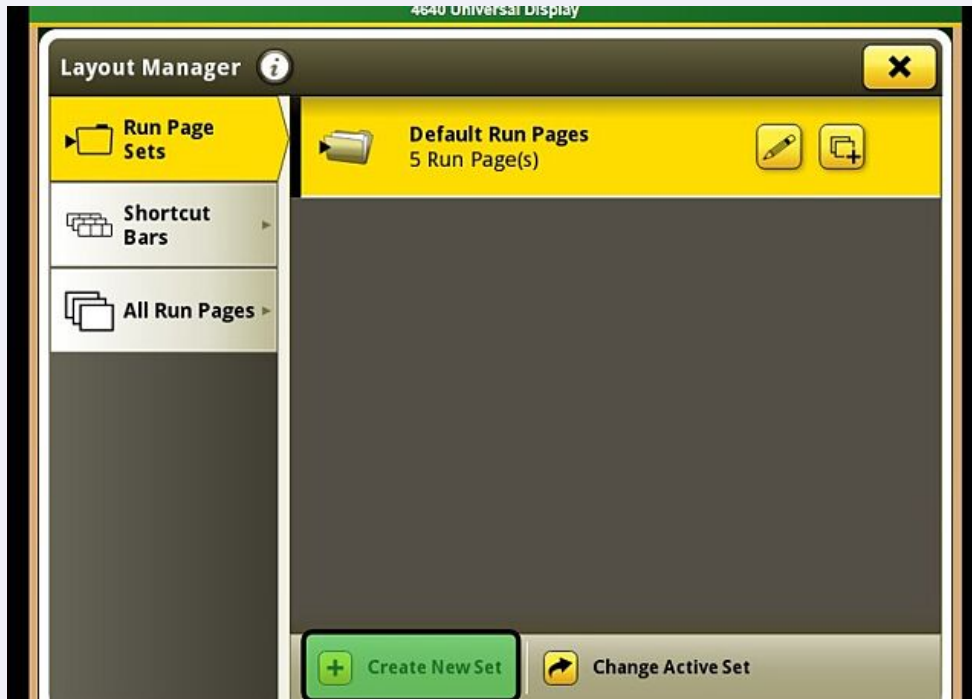 4640 Universal Display
Layout Manager
Run Page
Sets
Default Run Pages
5 Run Page(s)
Shortcut
Bars
All Run Pages
Create New Set
Change Active Set